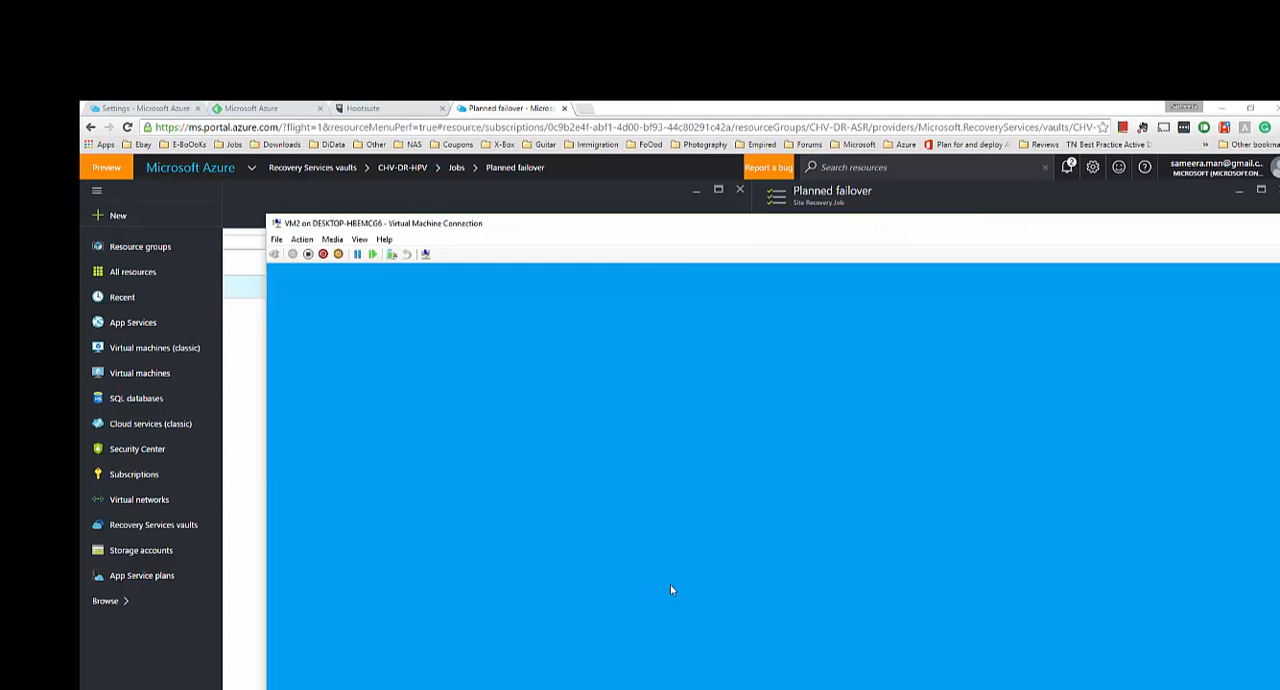 Settings - Microsoft Azure
Microsoft Azure
Hootsuite
Planned failover - Micros
Sameera
https://ms.portal.azure.com/?flight=1&resourceMenuPerf=true#resource/subscriptions/0c9b2e4f-abf1-4d00-bf93-44c80291c42a/resourceGroups/CHV-DR-ASR/providers/Microsoft.RecoveryServices/vaults/CHV-
Apps Ebay E-BoOKs Jobs Downloads DiData Other NAS Coupons X-Box Guitar Immigration FoOod Photography Empired Forums Microsoft Azure Plan for and deploy Reviews TN Best Practice Active D » Other bookma
Preview Microsoft Azure Recovery Services vaults > CHV-DR-HPV > Jobs > Planned failover Report a bug Search resources 2 sameera.man@gmail.c...
MICROSOFT (MICROSOFT.ON...
Planned failover
Site Recovery Job
New
Resource groups
All resources
Recent
App Services
Virtual machines (classic)
Virtual machines
SQL databases
Cloud services (classic)
Security Center
Subscriptions
Virtual networks
Recovery Services vaults
Storage accounts
App Service plans
Browse >
VM2 on DESKTOP-HBEMCG6 - Virtual Machine Connection
File Action Media View Help